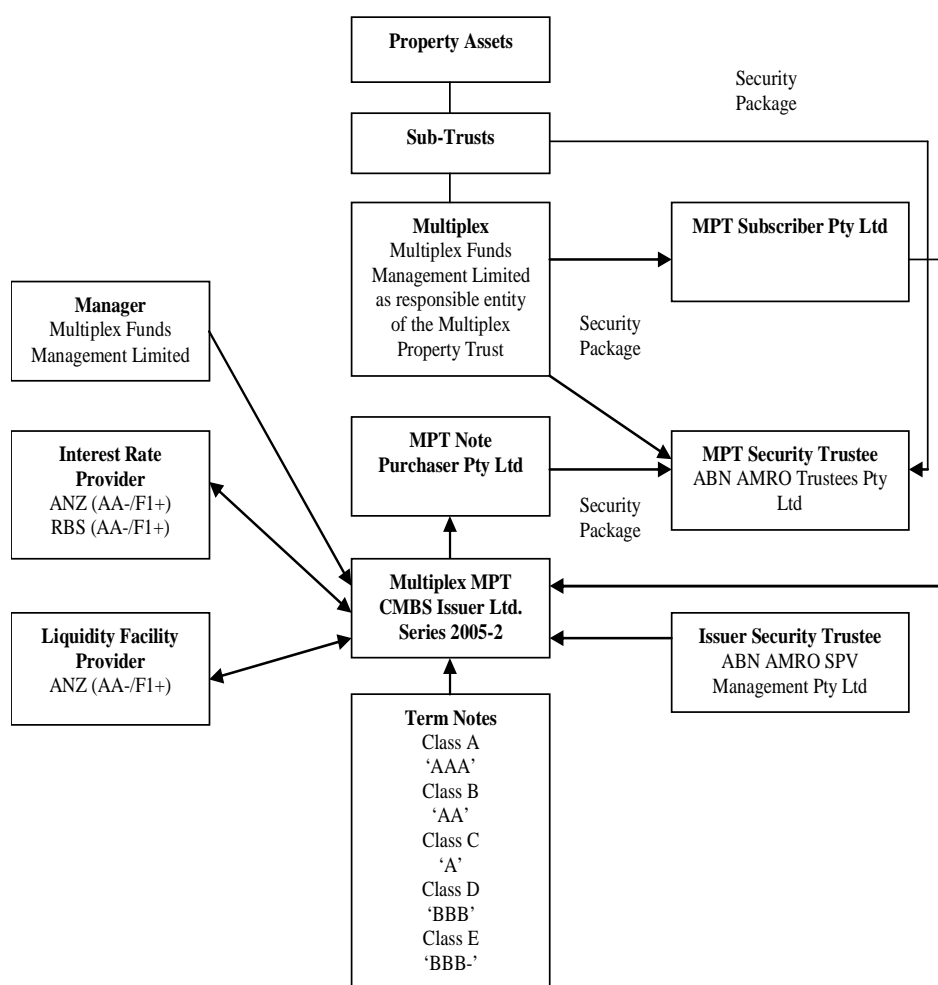 Property Assets
Security
Package
Sub-Trusts
Multiplex
Multiplex Funds
Management Limited
as responsible entity
of the Multiplex
Property Trust
MPT Subscriber Pty Ltd
Manager
Multiplex Funds
Management Limited
Security
Package
MPT Note
Purchaser Pty Ltd
MPT Security Trustee
ABN AMRO Trustees Pty
Ltd
Interest Rate
Provider
ANZ (AA-/F1+)
RBS (AA-/F1+)
Security
Package
Multiplex MPT
CMBS Issuer Ltd.
Series 2005-2
Liquidity Facility
Provider
ANZ (AA-/F1+)
Issuer Security Trustee
ABN AMRO SPV
Management Pty Ltd
Term Notes
Class A
‘AAA’
Class B
‘AA’
Class C
‘A’
Class D
‘BBB’
Class E
‘BBB-’